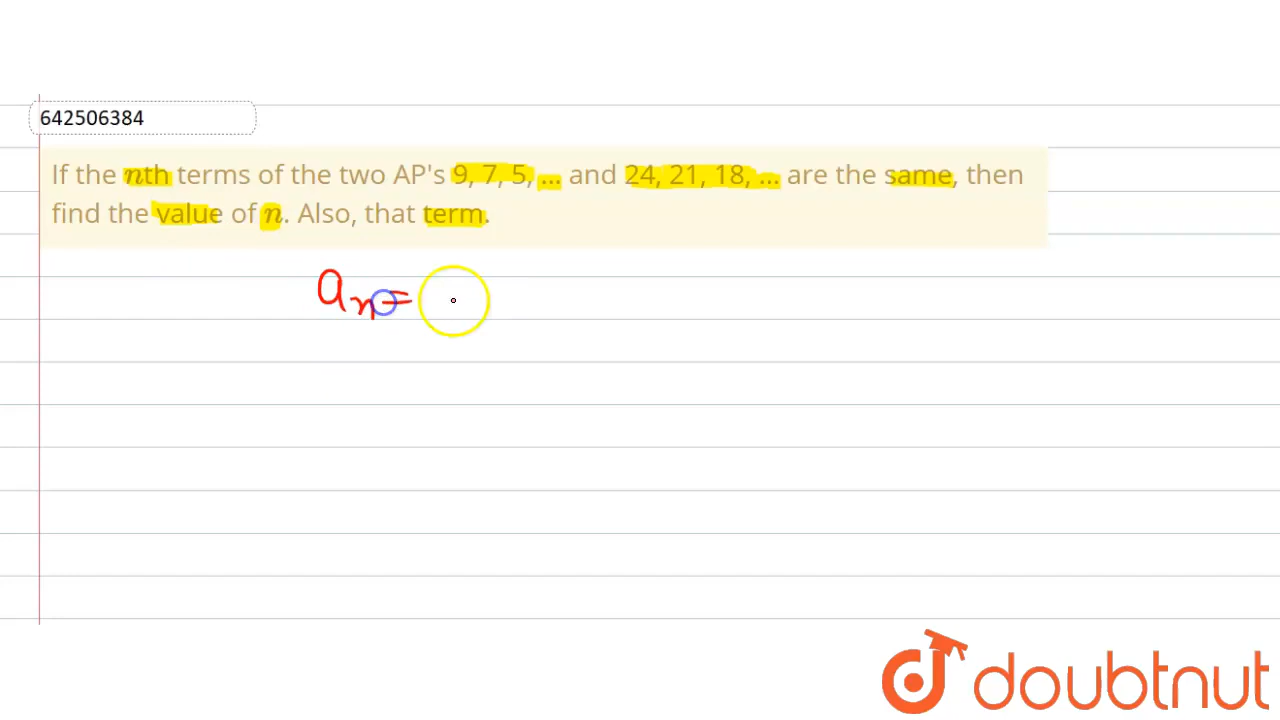 642506384
If the nth terms of the two AP's 9, 7, 5, ... and 24, 21, 18, ... are the same, then
find the value of n. Also, that term.
aₙ=
doubtnut